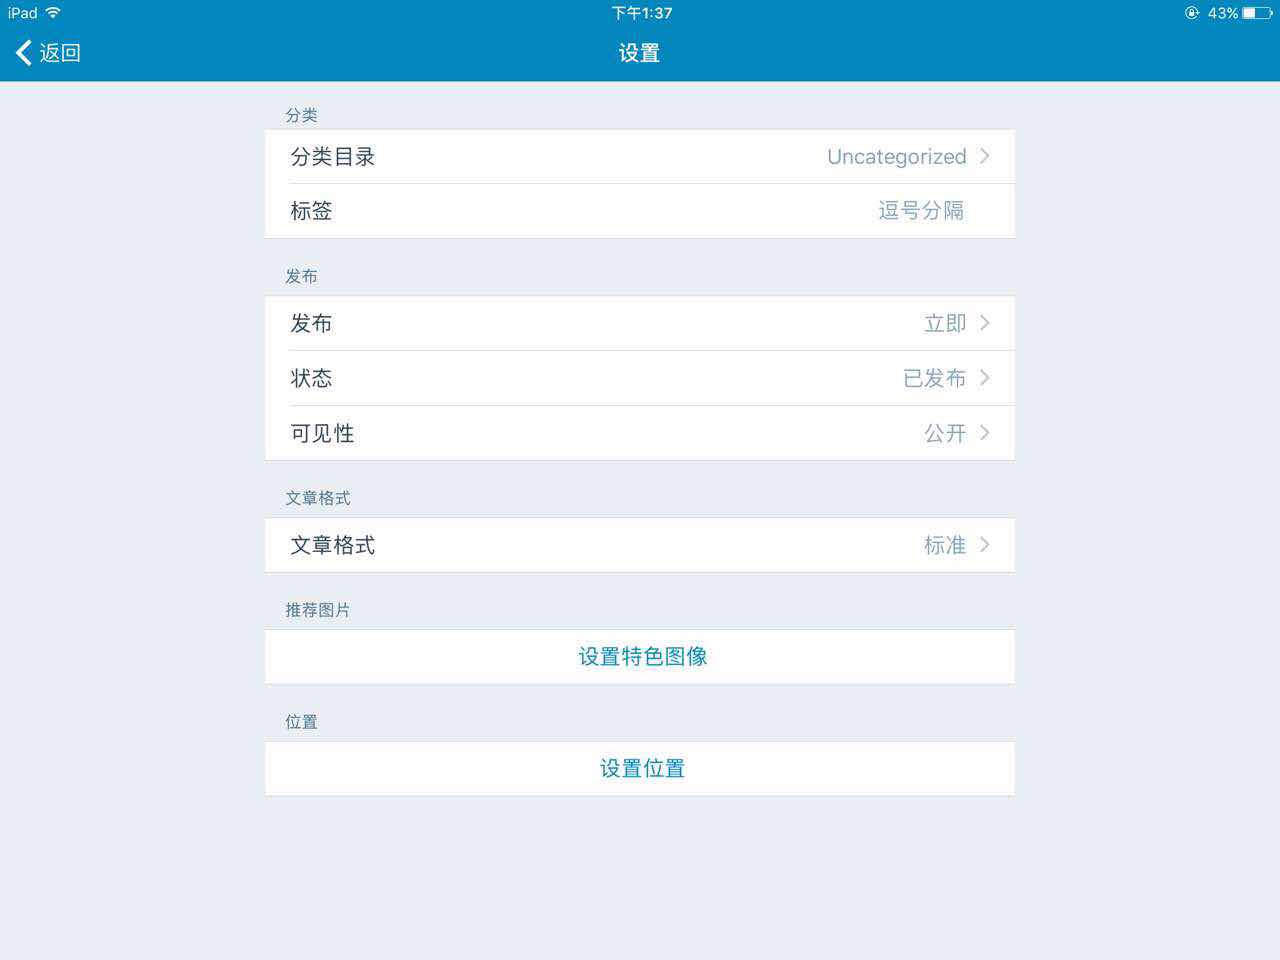 iPad 下午1:37 43%
返回 设置
分类
分类目录 Uncategorized
标签 逗号分隔
发布
发布 立即
状态 已发布
可见性 公开
文章格式
文章格式 标准
推荐图片
设置特色图像
位置
设置位置